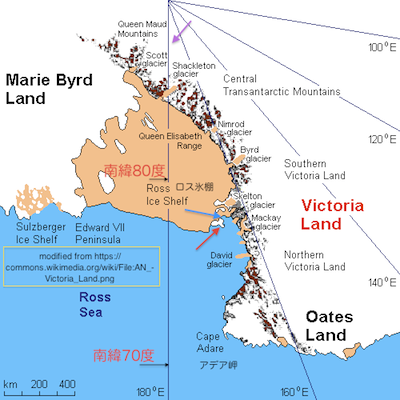 Queen Maud
Mountains
Scott
glacier
Shackleton
glacier
100°E
Marie Byrd
Land
Central
Transantarctic Mountains
Nimrod
glacier
120°E
Queen Elisabeth
Range
Byrd
glacier
Southern
Victoria Land
南緯80度
Ross
Ice Shelf
ロス氷棚
Skelton
glacier
Victoria
Land
Mackay
glacier
Sulzberger
Ice Shelf
Edward VII
Peninsula
David
glacier
Northern
Victoria Land
modified from https://
commons.wikimedia.org/wiki/File:AN_-
Victoria_Land.png
140°E
Ross
Sea
Oates
Land
Cape
Adare
アデア岬
南緯70度
km 200 400
180°E
160°E